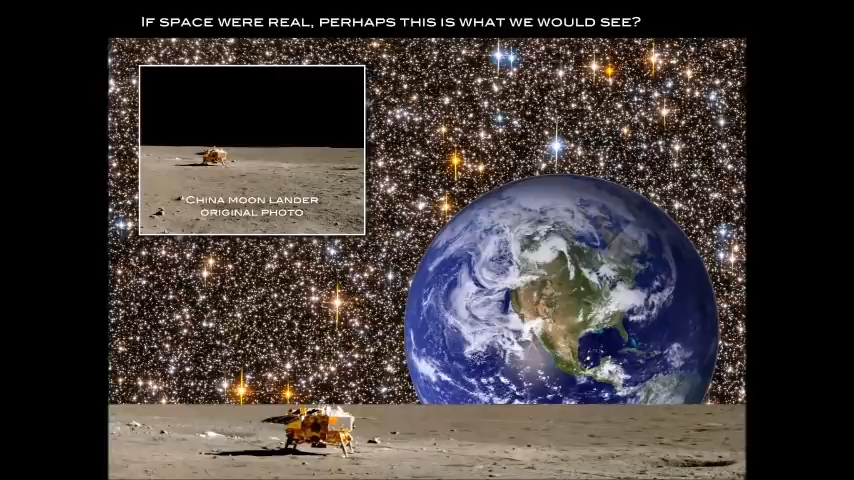 If space were real, perhaps this is what we would see?
*China moon lander
original photo